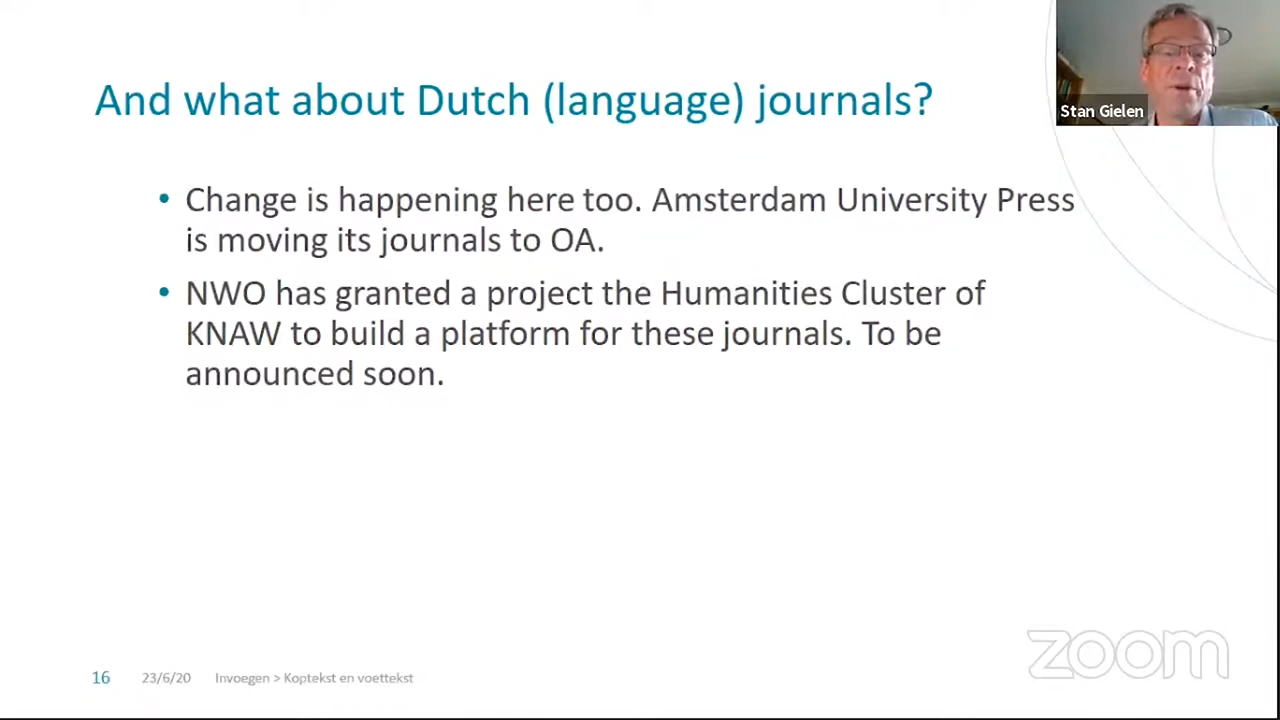 And what about Dutch (language) journals?
Stan Gielen
• Change is happening here too. Amsterdam University Press
is moving its journals to OA.
• NWO has granted a project the Humanities Cluster of
KNAW to build a platform for these journals. To be
announced soon.
zoom
16 23/6/20 Invoegen > Koptekst en voettekst